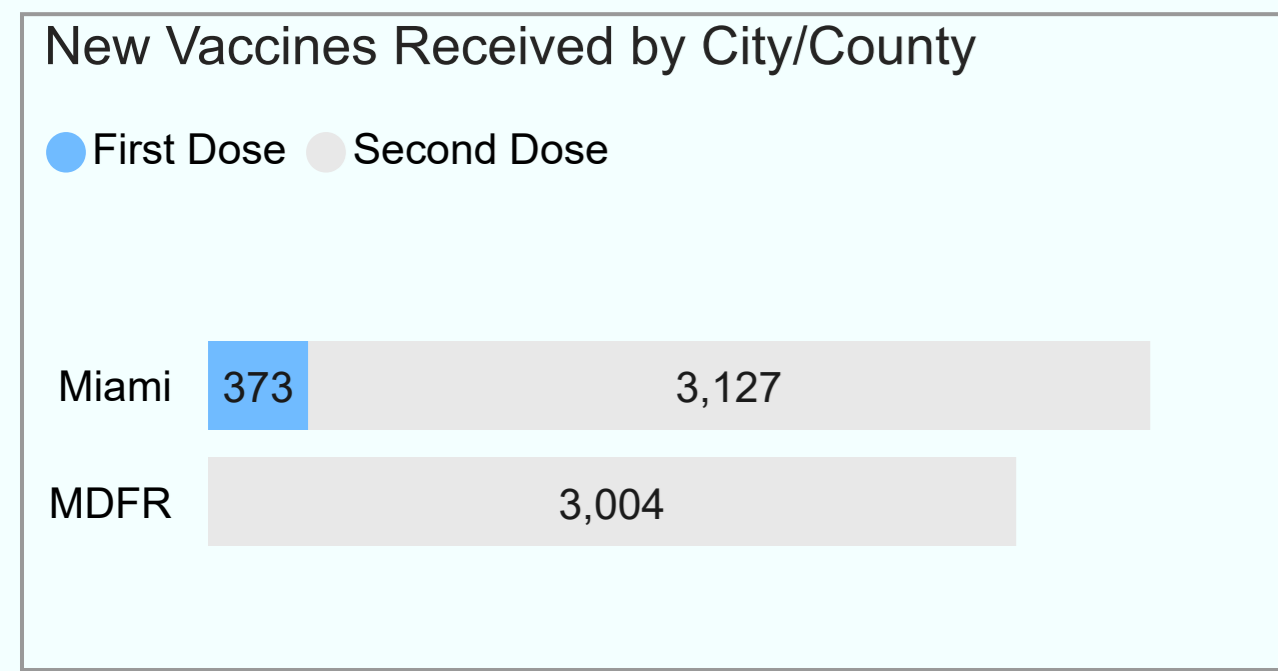 New Vaccines Received by City/County
First Dose Second Dose
Miami 373 3,127
MDFR 3,004